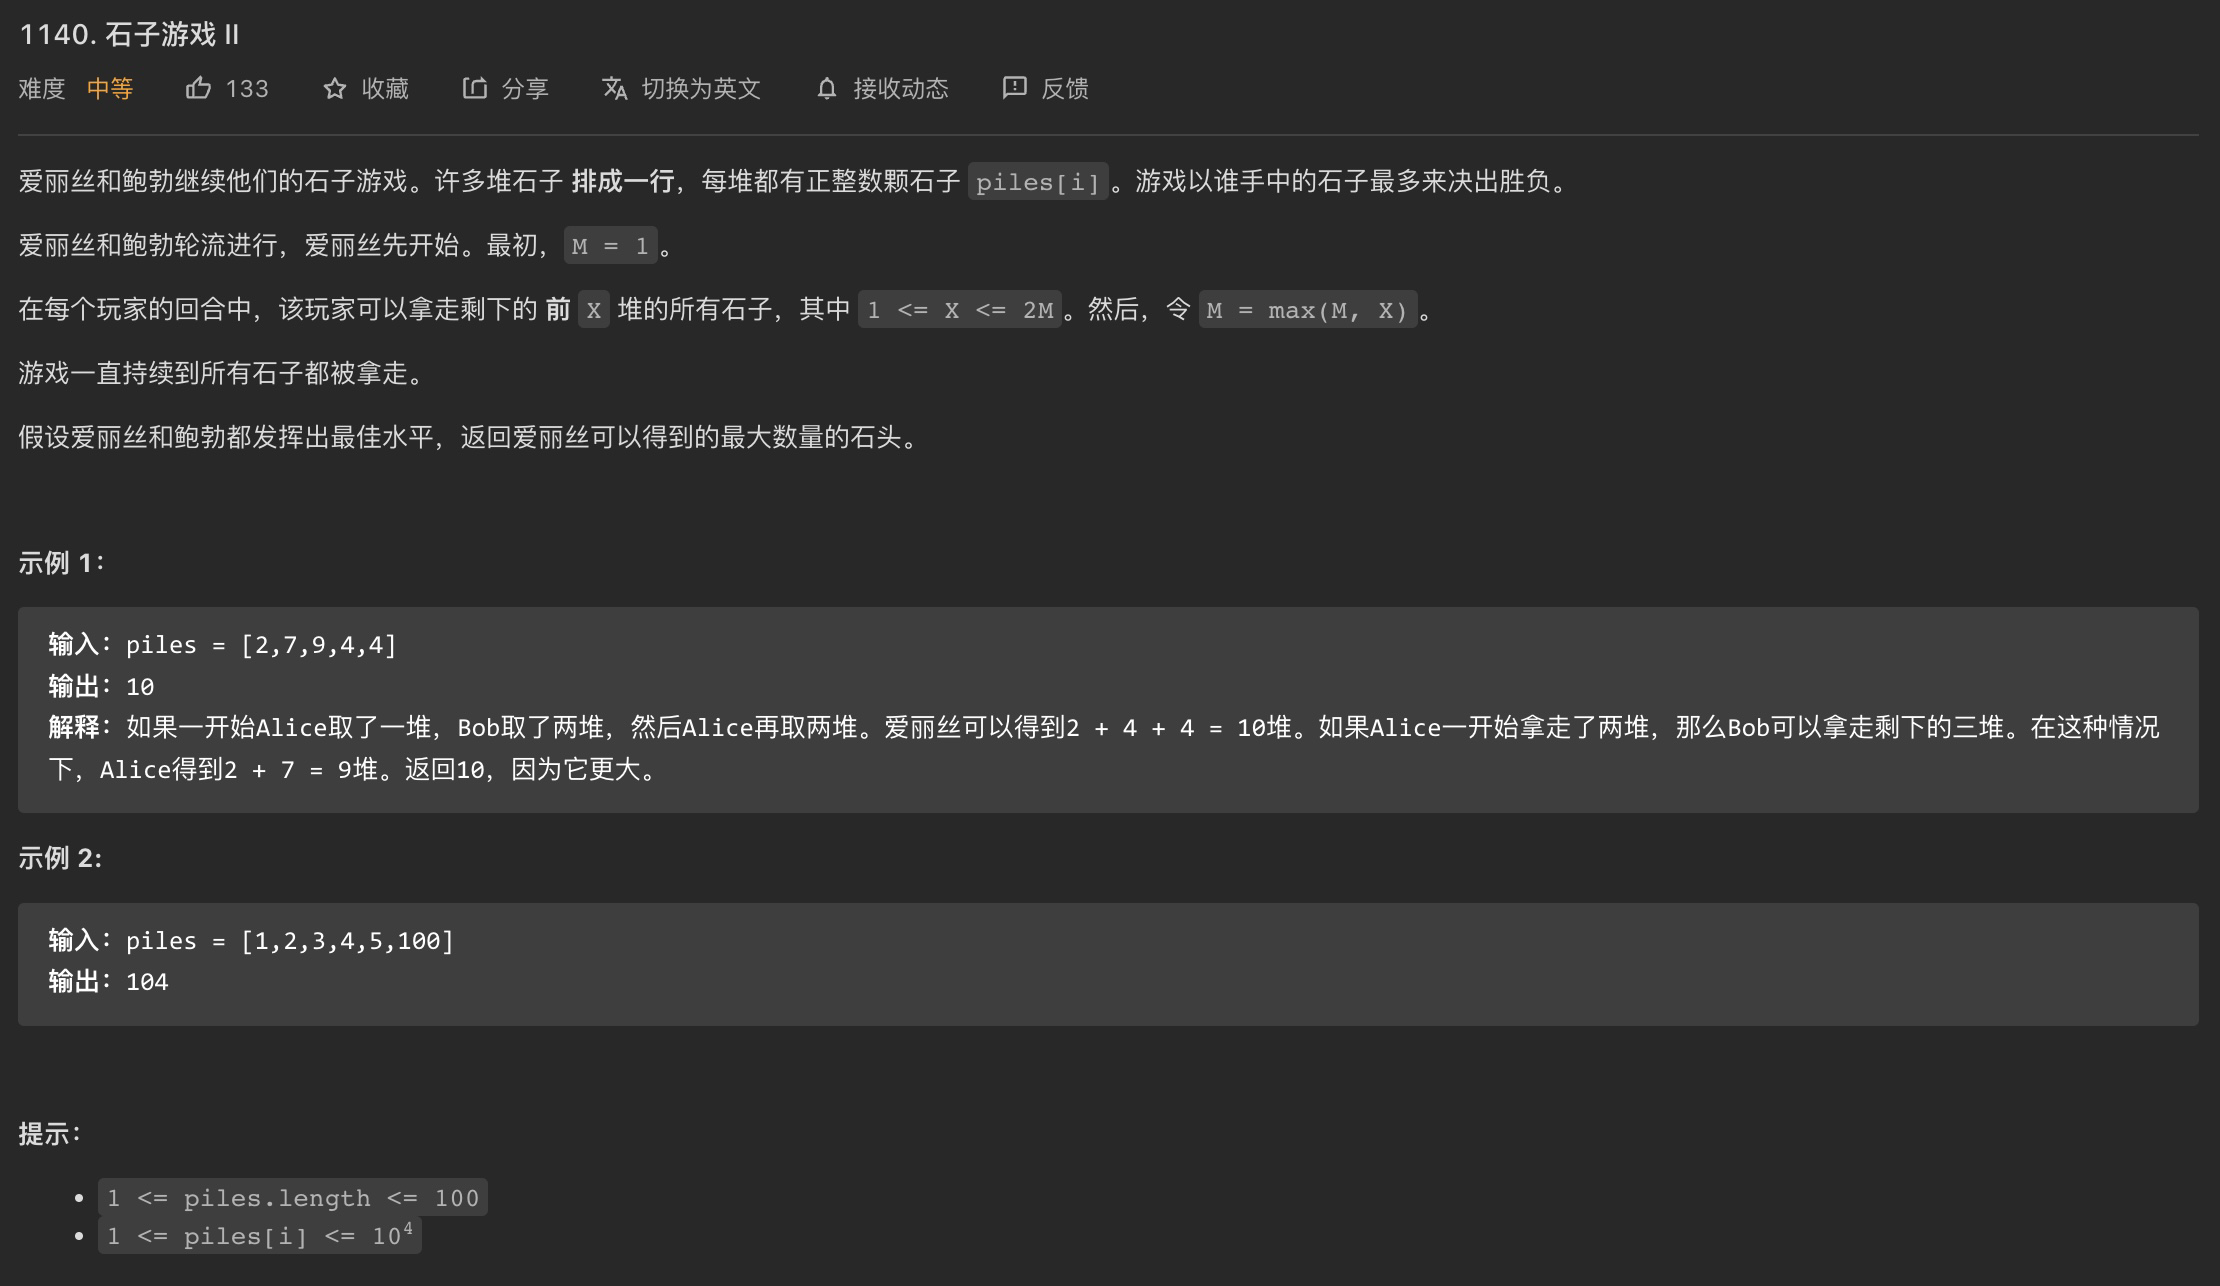 1140. 石子游戏 II
难度 中等 133 收藏 分享 切换为英文 接收动态 反馈
爱丽丝和鲍勃继续他们的石子游戏。许多堆石子 排成一行，每堆都有正整数颗石子 piles[i]。游戏以谁手中的石子最多来决出胜负。
爱丽丝和鲍勃轮流进行，爱丽丝先开始。最初，M = 1。
在每个玩家的回合中，该玩家可以拿走剩下的 前 X 堆的所有石子，其中 1 <= X <= 2M。然后，令 M = max(M, X)。
游戏一直持续到所有石子都被拿走。
假设爱丽丝和鲍勃都发挥出最佳水平，返回爱丽丝可以得到的最大数量的石头。
示例 1：
输入：piles = [2,7,9,4,4]
输出：10
解释：如果一开始Alice取了一堆，Bob取了两堆，然后Alice再取两堆。爱丽丝可以得到2 + 4 + 4 = 10堆。如果Alice一开始拿走了两堆，那么Bob可以拿走剩下的三堆。在这种情况
下，Alice得到2 + 7 = 9堆。返回10，因为它更大。
示例 2:
输入：piles = [1,2,3,4,5,100]
输出：104
提示：
• 1 <= piles.length <= 100
• 1 <= piles[i] <= 10⁴